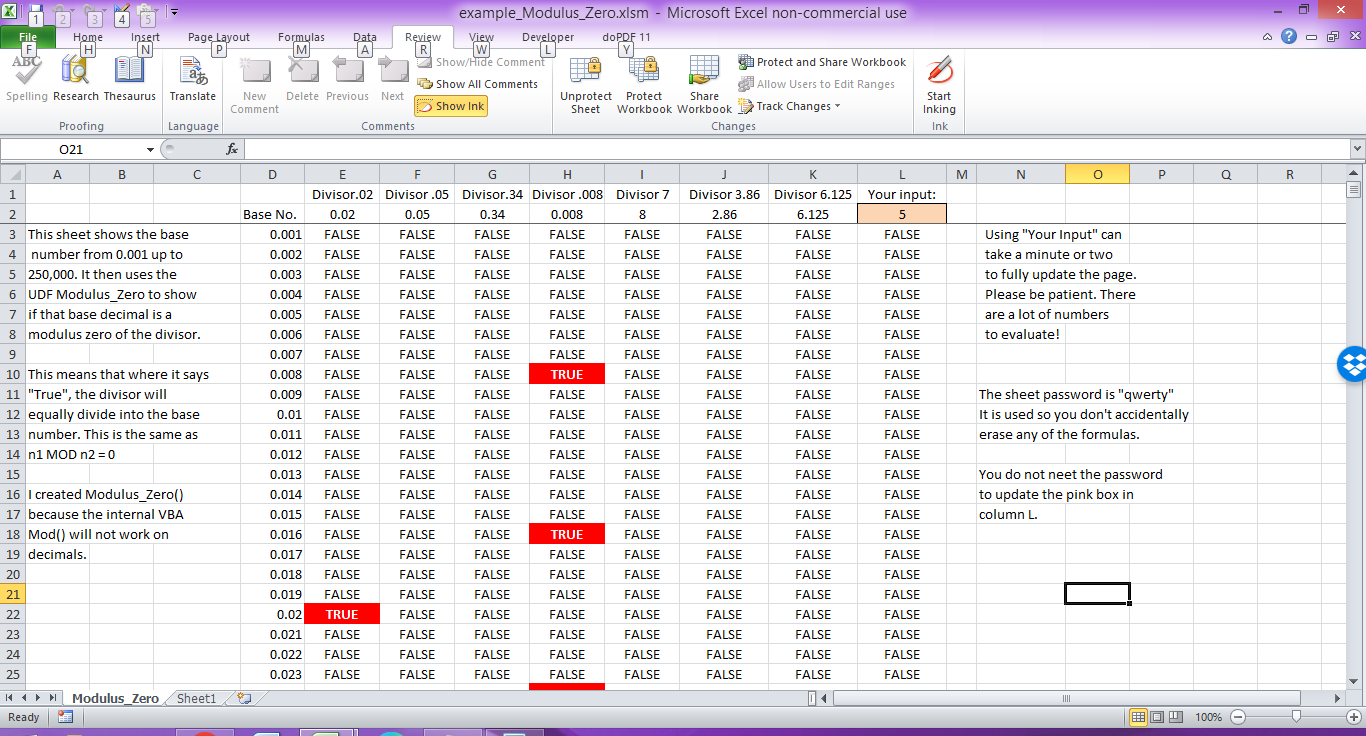 example_Modulus_Zero.xlsm - Microsoft Excel non-commercial use
1 2 3 4 5
File Home Insert Page Layout Formulas Data Review View Developer doPDF 11
F H N P M A R W L Y
ABC
Spelling Research Thesaurus Translate New Comment Delete Previous Next
Show/Hide Comment
Show All Comments
Show Ink
Unprotect Sheet Protect Workbook Share Workbook
Protect and Share Workbook
Allow Users to Edit Ranges
Track Changes
Start Inking
Proofing Language Comments Changes Ink
O21 fx
A B C D E F G H I J K L M N O P Q R
1 Divisor.02 Divisor .05 Divisor.34 Divisor .008 Divisor 7 Divisor 3.86 Divisor 6.125 Your input:
2 Base No. 0.02 0.05 0.34 0.008 8 2.86 6.125 5
3 This sheet shows the base 0.001 FALSE FALSE FALSE FALSE FALSE FALSE FALSE FALSE Using "Your Input" can
4 number from 0.001 up to 0.002 FALSE FALSE FALSE FALSE FALSE FALSE FALSE FALSE take a minute or two
5 250,000. It then uses the 0.003 FALSE FALSE FALSE FALSE FALSE FALSE FALSE FALSE to fully update the page.
6 UDF Modulus_Zero to show 0.004 FALSE FALSE FALSE FALSE FALSE FALSE FALSE FALSE Please be patient. There
7 if that base decimal is a 0.005 FALSE FALSE FALSE FALSE FALSE FALSE FALSE FALSE are a lot of numbers
8 modulus zero of the divisor. 0.006 FALSE FALSE FALSE FALSE FALSE FALSE FALSE FALSE to evaluate!
9 0.007 FALSE FALSE FALSE FALSE FALSE FALSE FALSE FALSE
10 This means that where it says 0.008 FALSE FALSE FALSE TRUE FALSE FALSE FALSE FALSE
11 "True", the divisor will 0.009 FALSE FALSE FALSE FALSE FALSE FALSE FALSE FALSE The sheet password is "qwerty"
12 equally divide into the base 0.01 FALSE FALSE FALSE FALSE FALSE FALSE FALSE FALSE It is used so you don't accidentally
13 number. This is the same as 0.011 FALSE FALSE FALSE FALSE FALSE FALSE FALSE FALSE erase any of the formulas.
14 n1 MOD n2 = 0 0.012 FALSE FALSE FALSE FALSE FALSE FALSE FALSE FALSE
15 0.013 FALSE FALSE FALSE FALSE FALSE FALSE FALSE FALSE You do not neet the password
16 I created Modulus_Zero() 0.014 FALSE FALSE FALSE FALSE FALSE FALSE FALSE FALSE to update the pink box in
17 because the internal VBA 0.015 FALSE FALSE FALSE FALSE FALSE FALSE FALSE FALSE column L.
18 Mod() will not work on 0.016 FALSE FALSE FALSE TRUE FALSE FALSE FALSE FALSE
19 decimals. 0.017 FALSE FALSE FALSE FALSE FALSE FALSE FALSE FALSE
20 0.018 FALSE FALSE FALSE FALSE FALSE FALSE FALSE FALSE
21 0.019 FALSE FALSE FALSE FALSE FALSE FALSE FALSE FALSE
22 0.02 TRUE FALSE FALSE FALSE FALSE FALSE FALSE FALSE
23 0.021 FALSE FALSE FALSE FALSE FALSE FALSE FALSE FALSE
24 0.022 FALSE FALSE FALSE FALSE FALSE FALSE FALSE FALSE
25 0.023 FALSE FALSE FALSE FALSE FALSE FALSE FALSE FALSE
Modulus_Zero Sheet1
Ready 100%